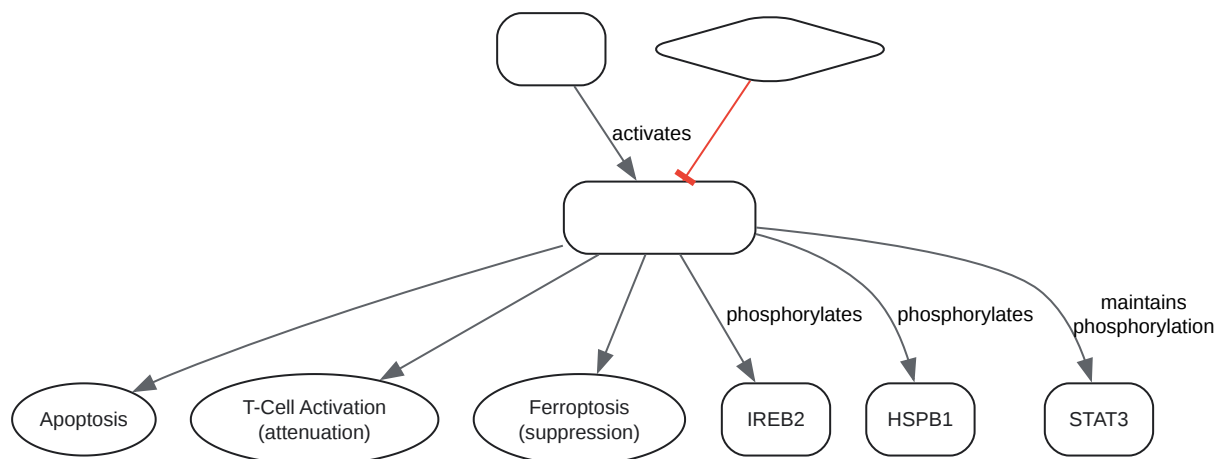 activates
phosphorylates
phosphorylates
maintains
phosphorylation
Apoptosis
T-Cell Activation
(attenuation)
Ferroptosis
(suppression)
IREB2
HSPB1
STAT3